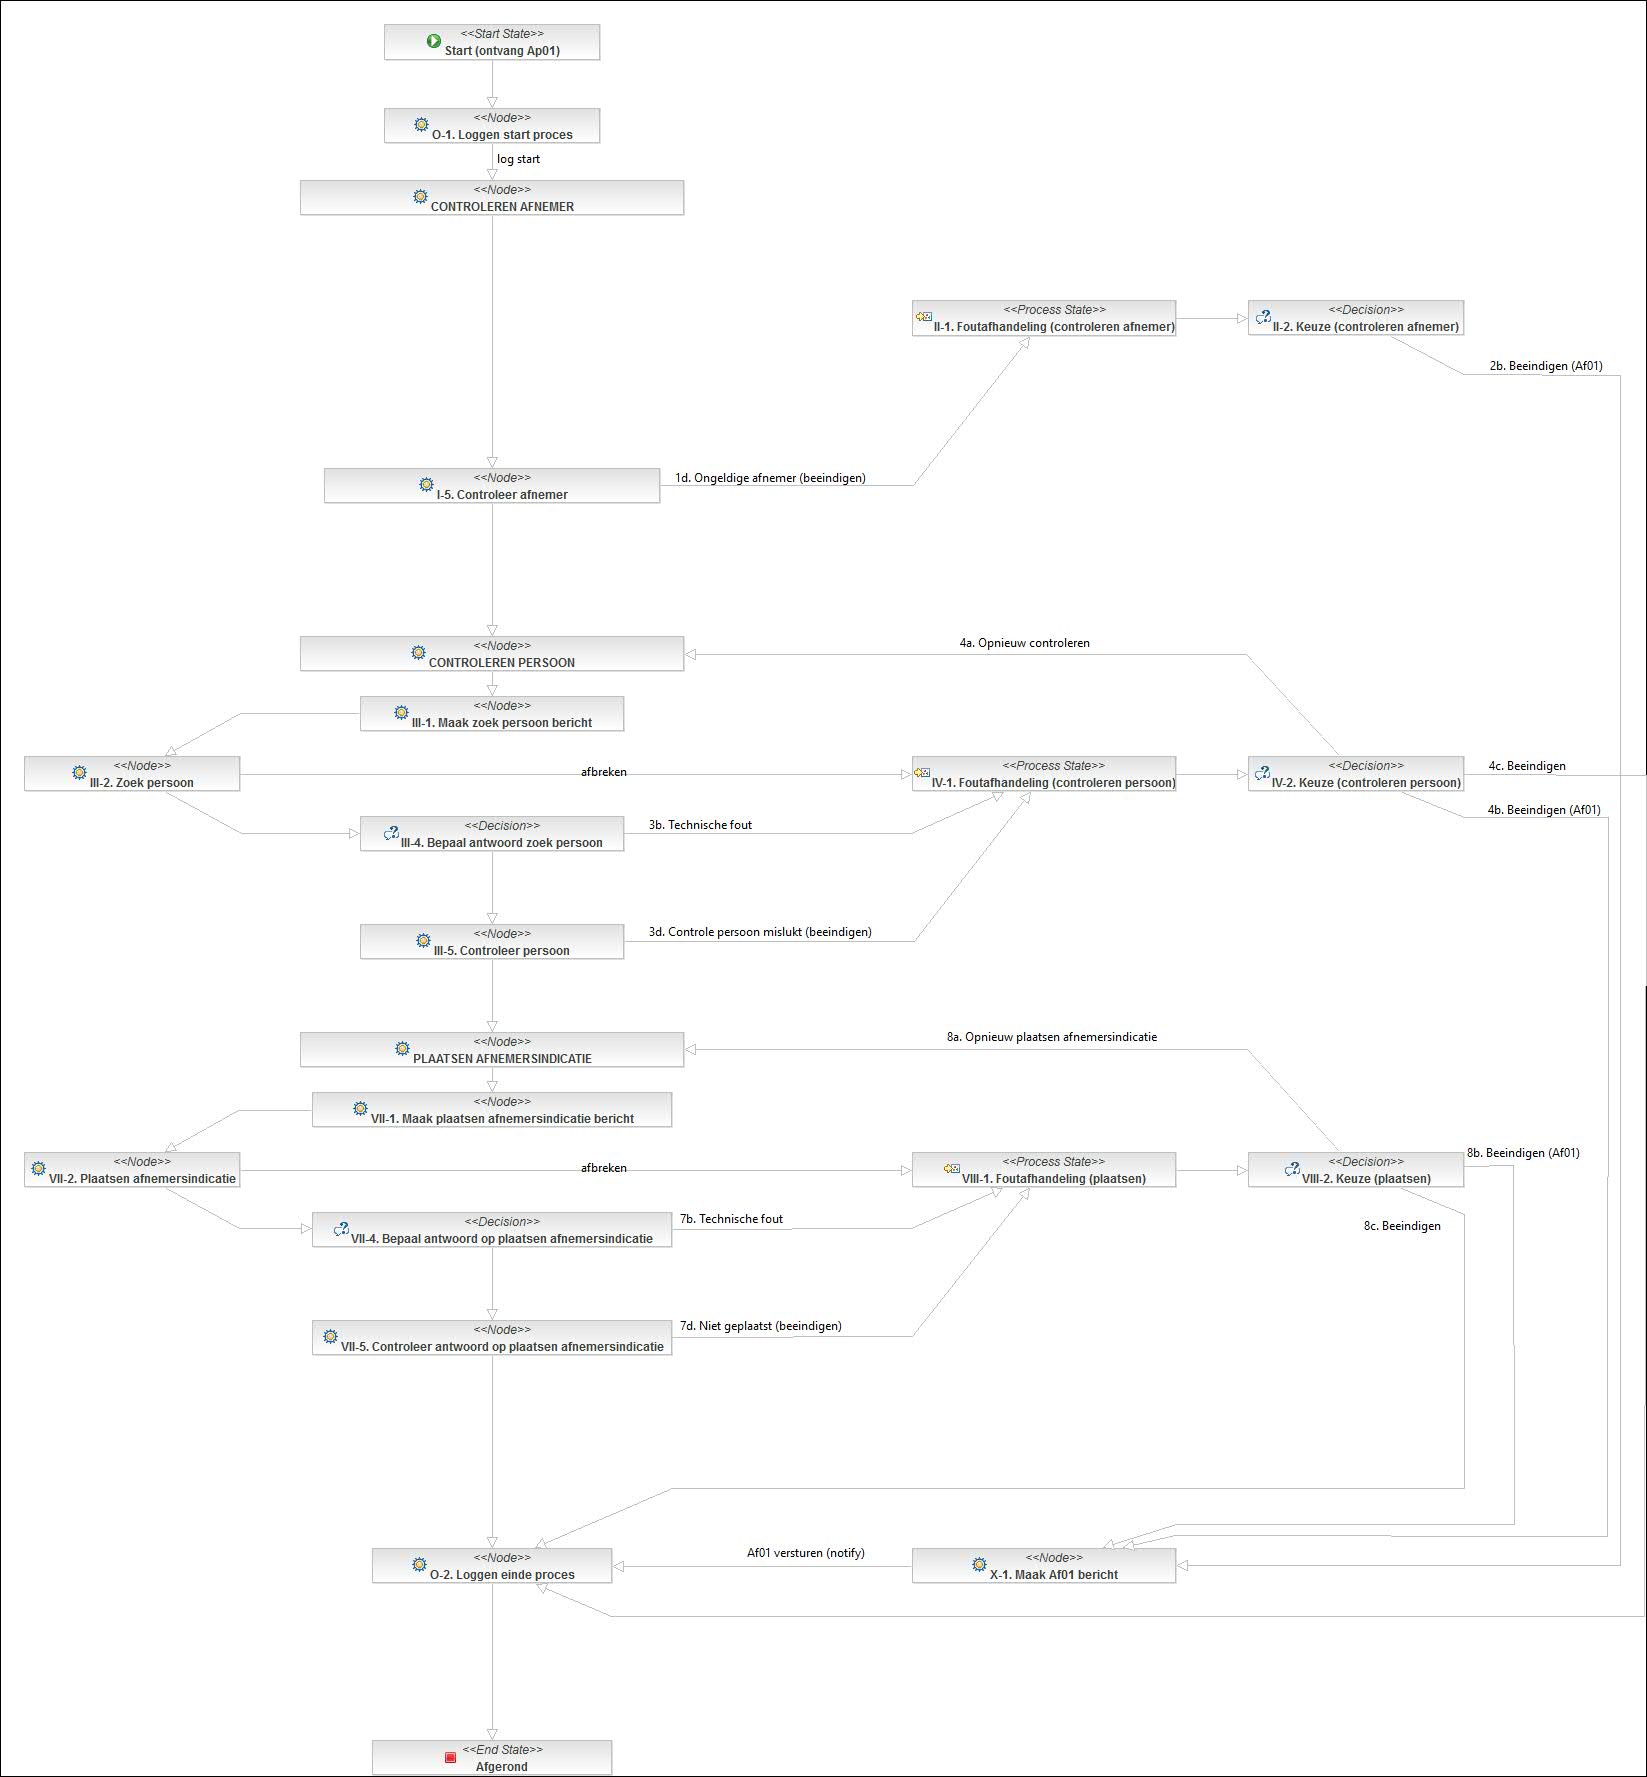 <<Start State>>
Start (ontvang Ap01)
<<Node>>
O-1. Loggen start proces
log start
<<Node>>
CONTROLEREN AFNEMER
<<Process State>>
II-1. Foutafhandeling (controleren afnemer)
<<Decision>>
II-2. Keuze (controleren afnemer)
2b. Beeindigen (Af01)
<<Node>>
I-5. Controleer afnemer
1d. Ongeldige afnemer (beeindigen)
<<Node>>
CONTROLEREN PERSOON
4a. Opnieuw controleren
<<Node>>
III-1. Maak zoek persoon bericht
<<Node>>
III-2. Zoek persoon
afbreken
<<Process State>>
IV-1. Foutafhandeling (controleren persoon)
<<Decision>>
IV-2. Keuze (controleren persoon)
4c. Beeindigen
4b. Beeindigen (Af01)
<<Decision>>
III-4. Bepaal antwoord zoek persoon
3b. Technische fout
<<Node>>
III-5. Controleer persoon
3d. Controle persoon mislukt (beeindigen)
<<Node>>
PLAATSEN AFNEMERSINDICATIE
8a. Opnieuw plaatsen afnemersindicatie
<<Node>>
VII-1. Maak plaatsen afnemersindicatie bericht
<<Node>>
VII-2. Plaatsen afnemersindicatie
afbreken
<<Process State>>
VIII-1. Foutafhandeling (plaatsen)
<<Decision>>
VIII-2. Keuze (plaatsen)
8b. Beeindigen (Af01)
8c. Beeindigen
<<Decision>>
VII-4. Bepaal antwoord op plaatsen afnemersindicatie
7b. Technische fout
<<Node>>
VII-5. Controleer antwoord op plaatsen afnemersindicatie
7d. Niet geplaatst (beeindigen)
<<Node>>
O-2. Loggen einde proces
Af01 versturen (notify)
<<Node>>
X-1. Maak Af01 bericht
<<End State>>
Afgerond